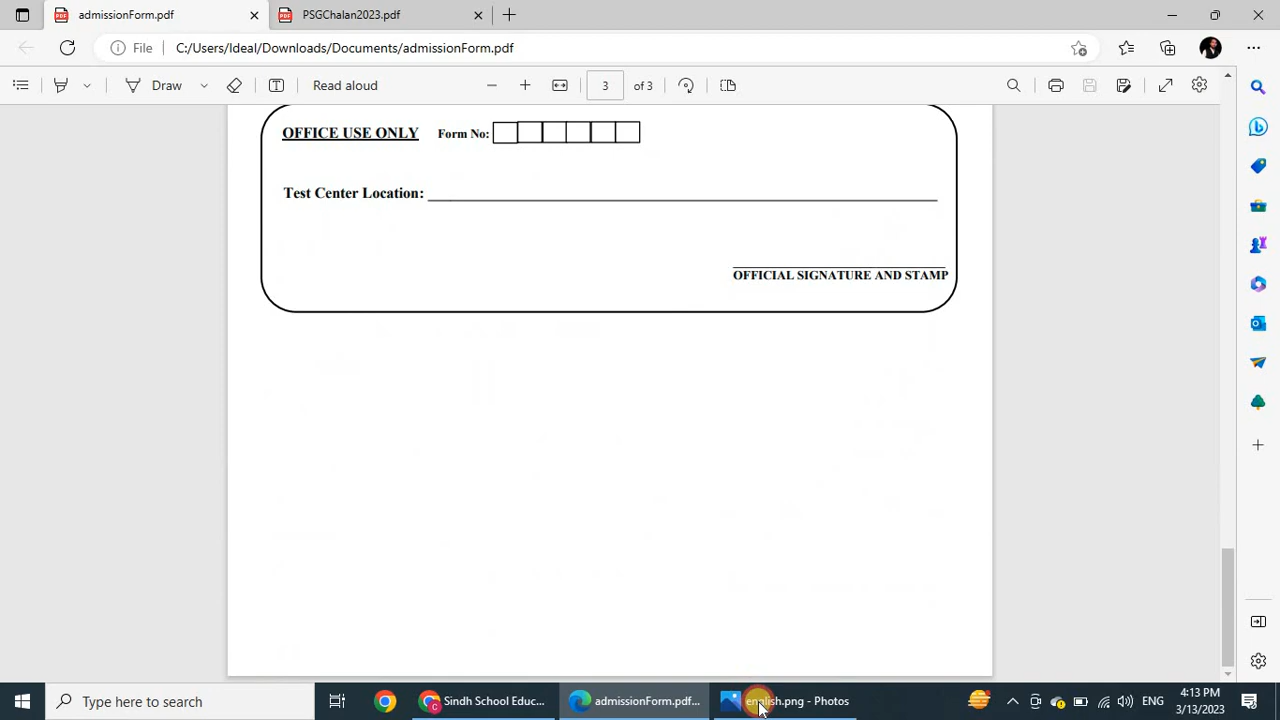 admissionForm.pdf
PSGChalan2023.pdf
File C:/Users/Ideal/Downloads/Documents/admissionForm.pdf
Draw Read aloud 3 of 3
OFFICE USE ONLY Form No:
Test Center Location:
OFFICIAL SIGNATURE AND STAMP
Type here to search
Sindh School Educ...
admissionForm.pdf...
english.png - Photos
ENG
4:13 PM
3/13/2023